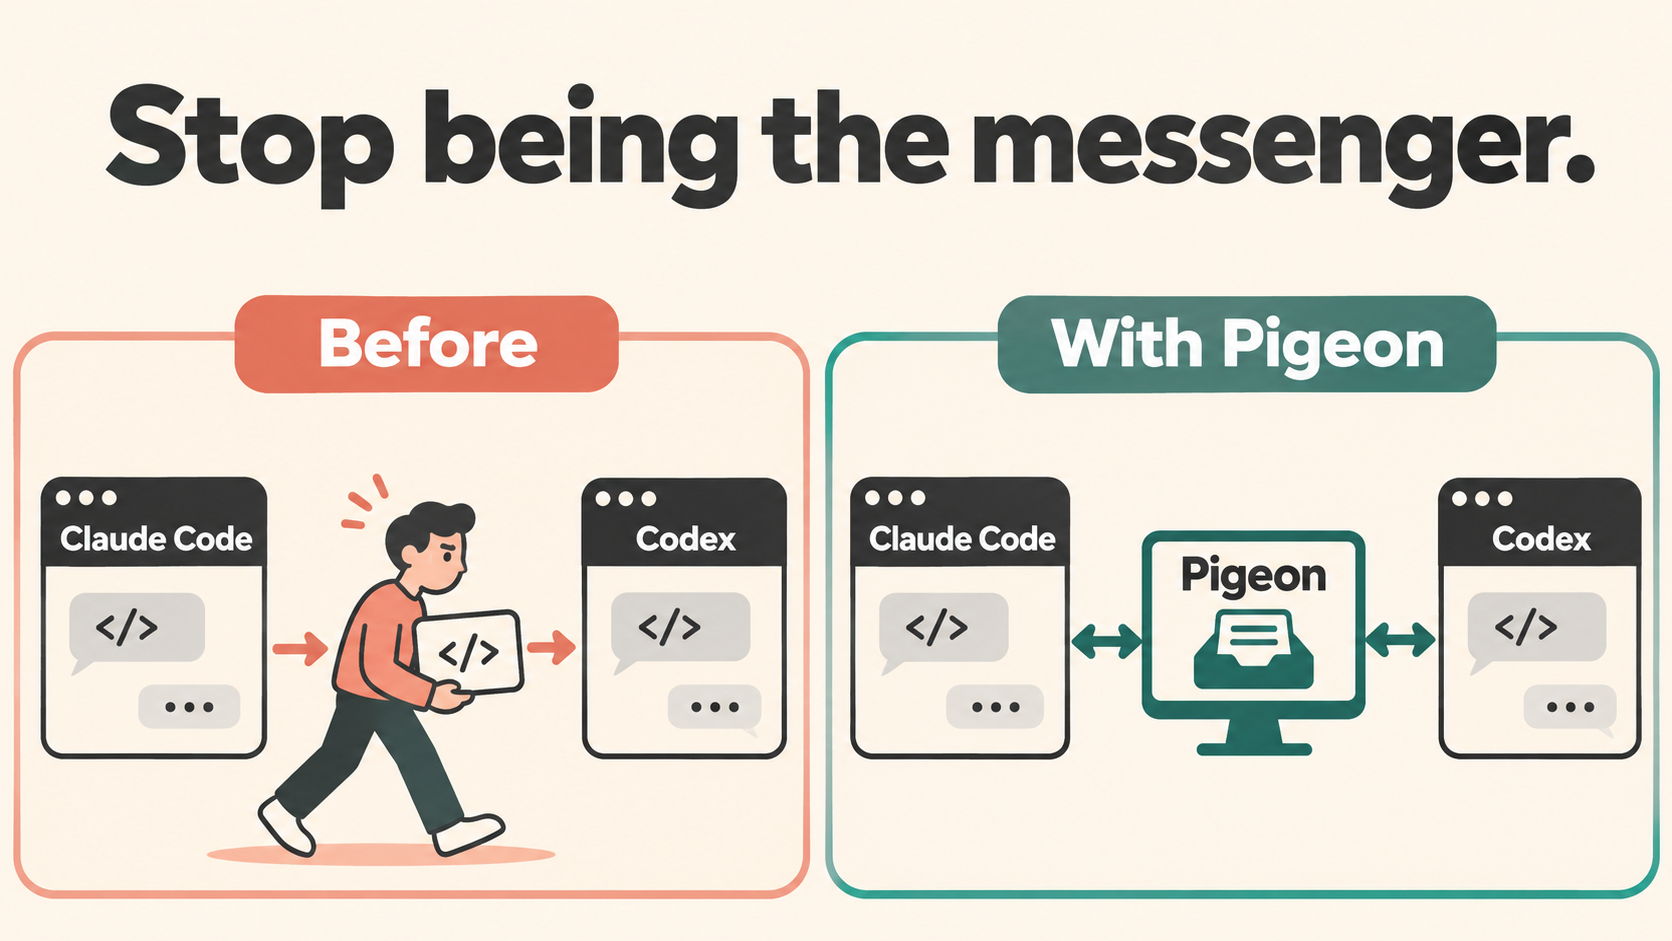 Stop being the messenger.
Before
Claude Code
</>
...
</>
Codex
</>
...
With Pigeon
Claude Code
</>
...
Pigeon
Codex
</>
...